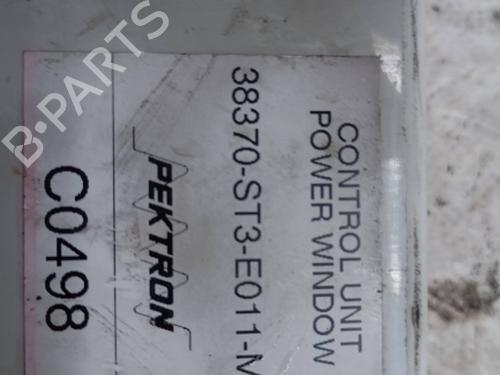 CONTROL UNIT
POWER WINDOW
38370-ST3-E011-M
PEKTRON
C0498
B-PARTS